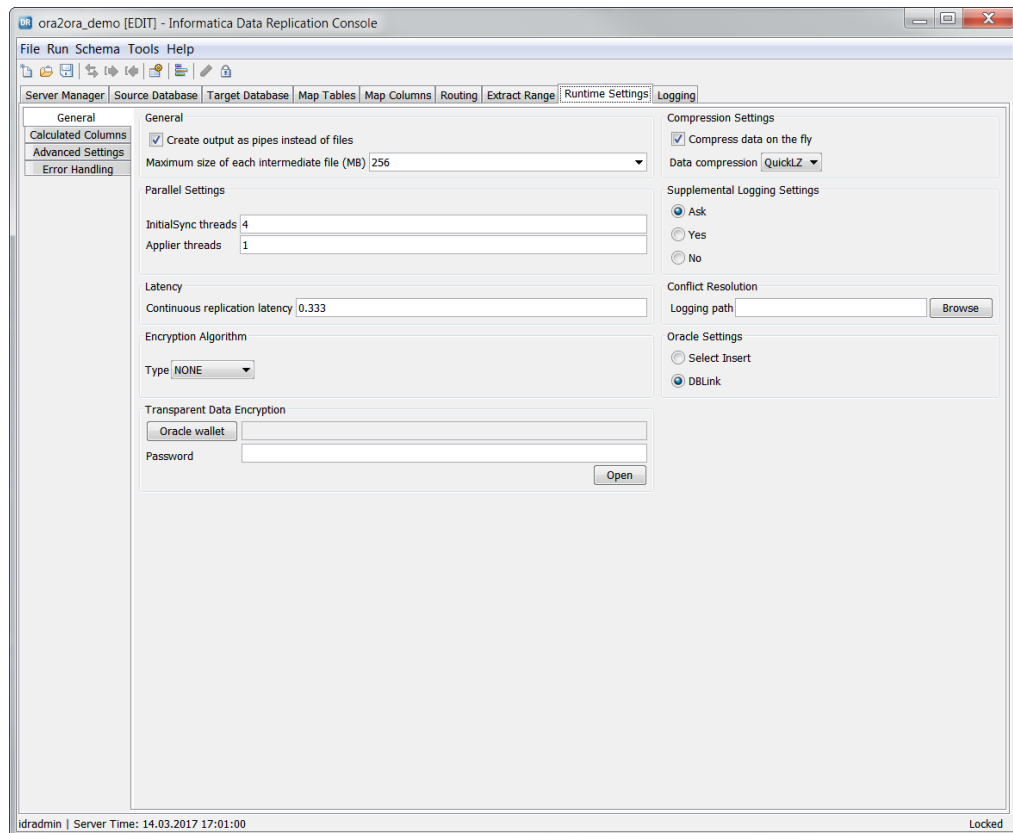 DR ora2ora_demo [EDIT] - Informatica Data Replication Console
File Run Schema Tools Help
Server Manager Source Database Target Database Map Tables Map Columns Routing Extract Range Runtime Settings Logging
General
Calculated Columns
Advanced Settings
Error Handling
General
Create output as pipes instead of files
Maximum size of each intermediate file (MB) 256
Parallel Settings
InitialSync threads 4
Applier threads 1
Latency
Continuous replication latency 0.333
Encryption Algorithm
Type NONE
Transparent Data Encryption
Oracle wallet
Password
Open
Compression Settings
Compress data on the fly
Data compression QuickLZ
Supplemental Logging Settings
Ask
Yes
No
Conflict Resolution
Logging path Browse
Oracle Settings
Select Insert
DBLink
idradmin | Server Time: 14.03.2017 17:01:00 Locked